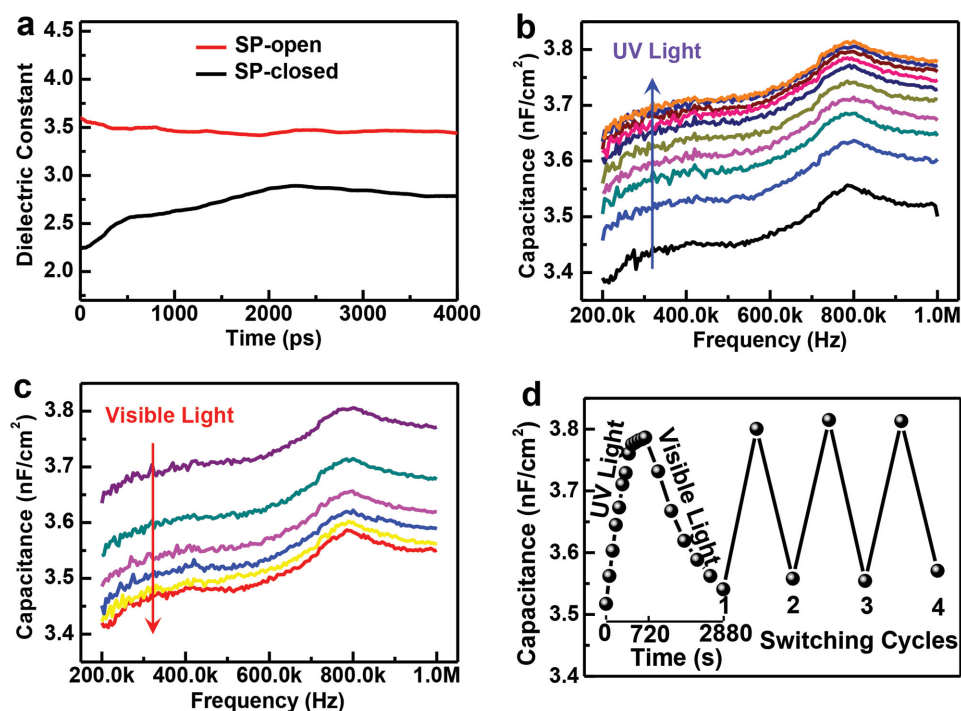 a
SP-open
SP-closed
Dielectric Constant
4.5
4.0
3.5
3.0
2.5
2.0
0 1000 2000 3000 4000
Time (ps)
b
UV Light
Capacitance (nF/cm²)
3.8
3.7
3.6
3.5
3.4
200.0k 400.0k 600.0k 800.0k 1.0M
Frequency (Hz)
c
Visible Light
Capacitance (nF/cm²)
3.8
3.7
3.6
3.5
3.4
200.0k 400.0k 600.0k 800.0k 1.0M
Frequency (Hz)
d
UV Light
Visible Light
Capacitance (nF/cm²)
4.0
3.9
3.8
3.7
3.6
3.5
3.4
1 2 3 4
0 720 2880
Time (s)
Switching Cycles